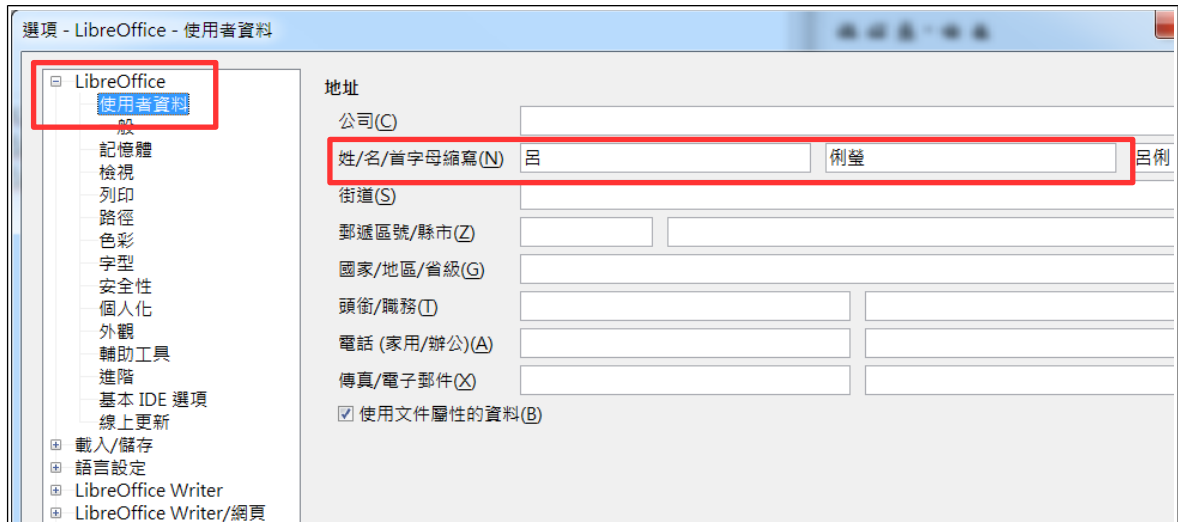 選項 - LibreOffice - 使用者資料
LibreOffice
使用者資料
一般
記憶體
檢視
列印
路徑
色彩
字型
安全性
個人化
外觀
輔助工具
進階
基本 IDE 選項
線上更新
載入/儲存
語言設定
LibreOffice Writer
LibreOffice Writer/網頁
地址
公司(C)
姓/名/首字母縮寫(N) 呂 俐瑩 呂俐
街道(S)
郵遞區號/縣市(Z)
國家/地區/省級(G)
頭銜/職務(T)
電話 (家用/辦公)(A)
傳真/電子郵件(X)
使用文件屬性的資料(B)